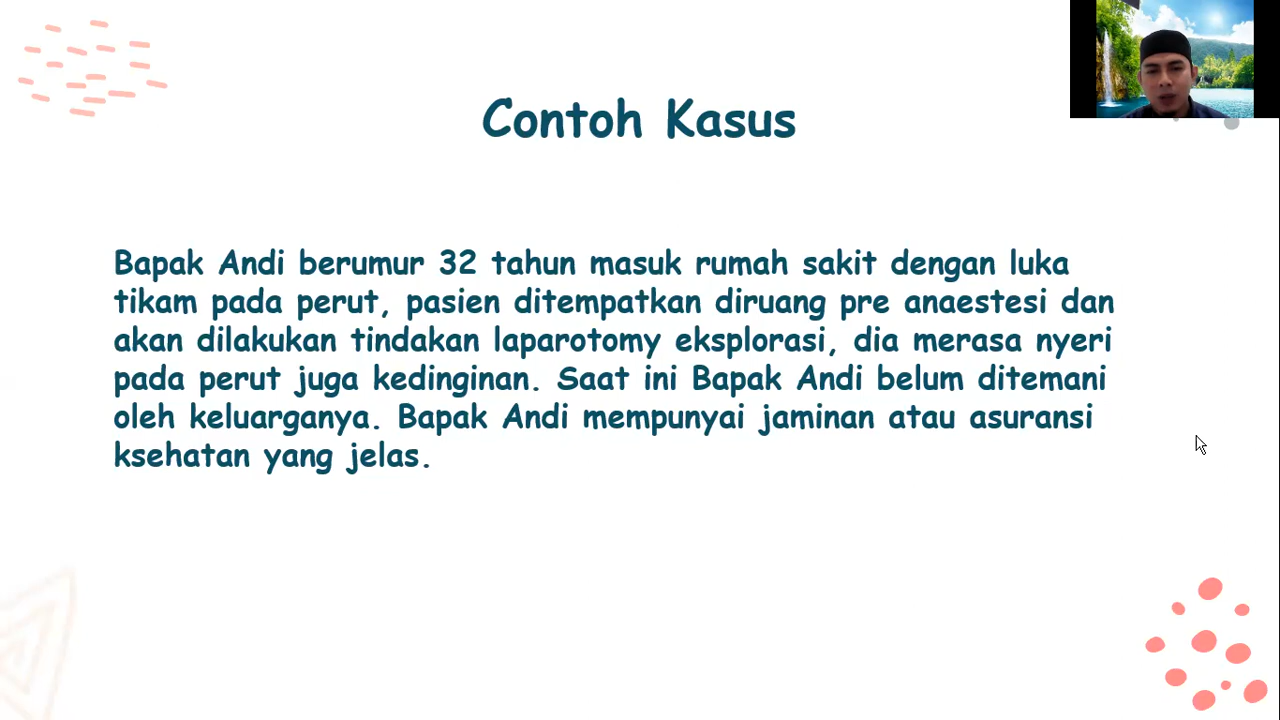 Contoh Kasus
Bapak Andi berumur 32 tahun masuk rumah sakit dengan luka
tikam pada perut, pasien ditempatkan diruang pre anaestesi dan
akan dilakukan tindakan laparotomy eksplorasi, dia merasa nyeri
pada perut juga kedinginan. Saat ini Bapak Andi belum ditemani
oleh keluarganya. Bapak Andi mempunyai jaminan atau asuransi
ksehatan yang jelas.